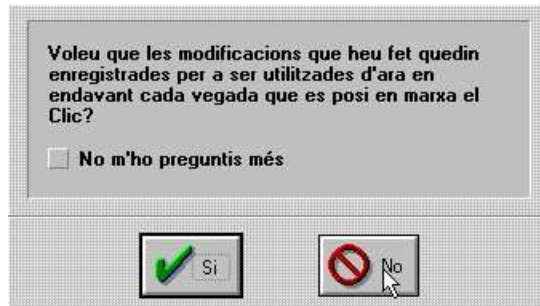 Voleu que les modificacions que heu fet quedin
enregistrades per a ser utilitzades d'ara en
endavant cada vegada que es posi en marxa el
Clic?
No m'ho preguntis més
Si
No